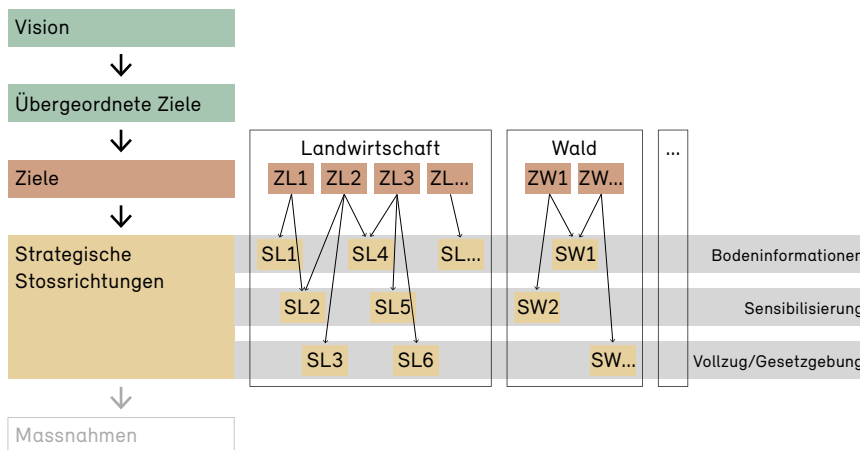 Vision
Übergeordnete Ziele
Landwirtschaft
Wald
...
Ziele
ZL1
ZL2
ZL3
ZL...
ZW1
ZW...
Strategische
Stossrichtungen
SL1
SL4
SL...
SW1
Bodeninformationen
SL2
SL5
SW2
Sensibilisierung
SL3
SL6
SW...
Vollzug/Gesetzgebung
Massnahmen